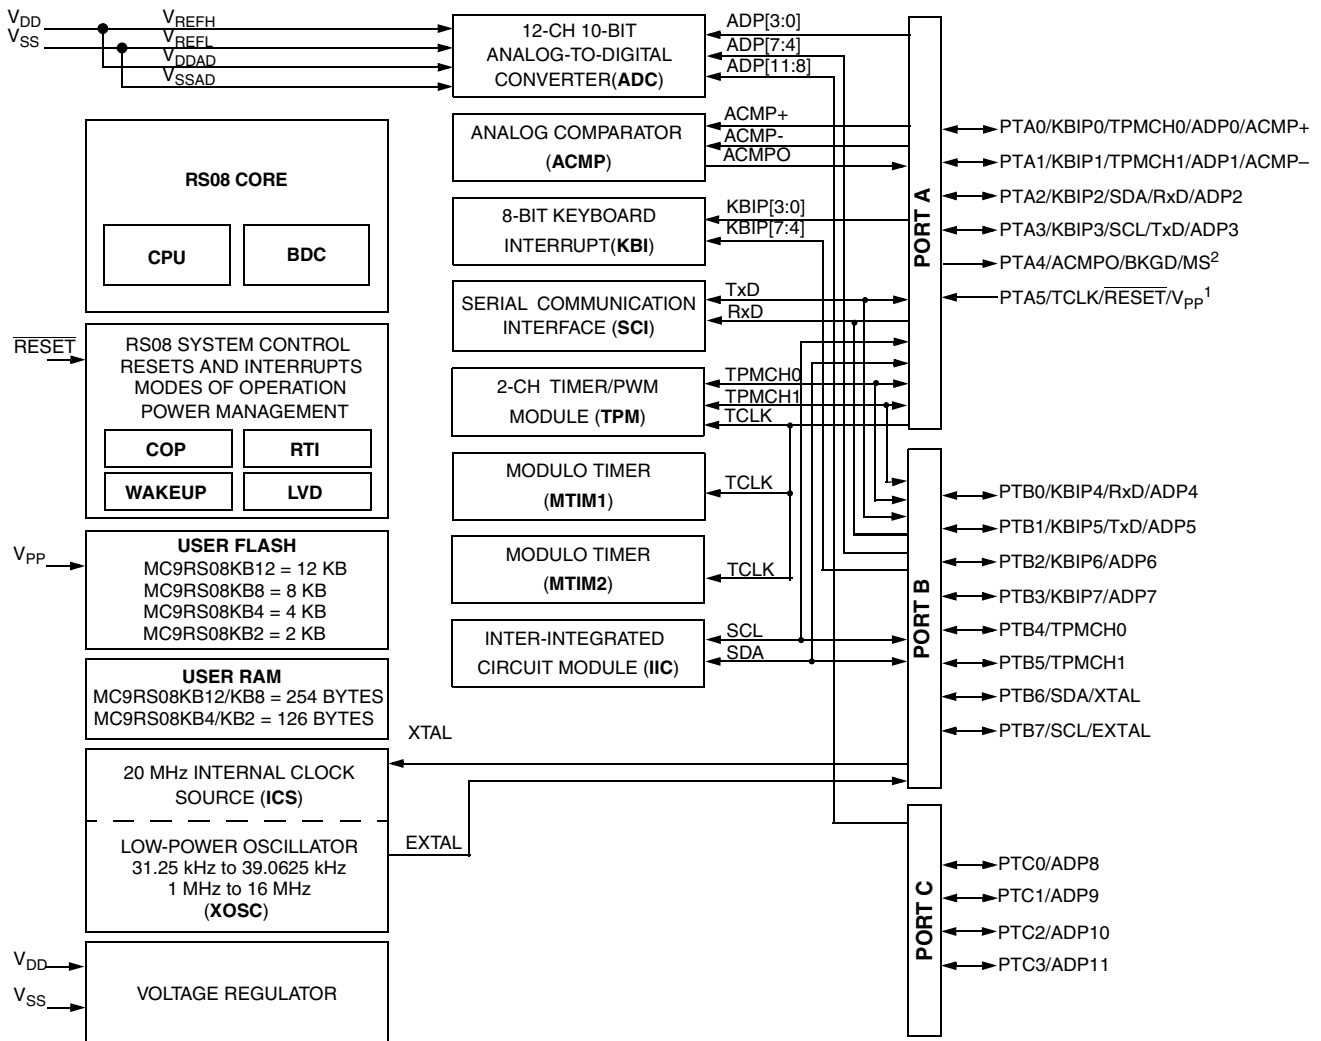 VDD
VSS
VREFH
VREFL
VDDAD
VSSAD
12-CH 10-BIT
ANALOG-TO-DIGITAL
CONVERTER(ADC)
ADP[3:0]
ADP[7:4]
ADP[11:8]
ANALOG COMPARATOR
(ACMP)
ACMP+
ACMP-
ACMPO
8-BIT KEYBOARD
INTERRUPT(KBI)
KBIP[3:0]
KBIP[7:4]
SERIAL COMMUNICATION
INTERFACE (SCI)
TxD
RxD
2-CH TIMER/PWM
MODULE (TPM)
TPMCH0
TPMCH1
TCLK
MODULO TIMER
(MTIM1)
TCLK
MODULO TIMER
(MTIM2)
TCLK
INTER-INTEGRATED
CIRCUIT MODULE (IIC)
SCL
SDA
RS08 CORE
CPU
BDC
RESET
RS08 SYSTEM CONTROL
RESETS AND INTERRUPTS
MODES OF OPERATION
POWER MANAGEMENT
COP
RTI
WAKEUP
LVD
VPP
USER FLASH
MC9RS08KB12 = 12 KB
MC9RS08KB8 = 8 KB
MC9RS08KB4 = 4 KB
MC9RS08KB2 = 2 KB
USER RAM
MC9RS08KB12/KB8 = 254 BYTES
MC9RS08KB4/KB2 = 126 BYTES
XTAL
20 MHz INTERNAL CLOCK
SOURCE (ICS)
LOW-POWER OSCILLATOR
31.25 kHz to 39.0625 kHz
1 MHz to 16 MHz
(XOSC)
EXTAL
VDD
VSS
VOLTAGE REGULATOR
PORT A
PTA0/KBIP0/TPMCH0/ADP0/ACMP+
PTA1/KBIP1/TPMCH1/ADP1/ACMP–
PTA2/KBIP2/SDA/RxD/ADP2
PTA3/KBIP3/SCL/TxD/ADP3
PTA4/ACMPO/BKGD/MS2
PTA5/TCLK/RESET/VPP1
PORT B
PTB0/KBIP4/RxD/ADP4
PTB1/KBIP5/TxD/ADP5
PTB2/KBIP6/ADP6
PTB3/KBIP7/ADP7
PTB4/TPMCH0
PTB5/TPMCH1
PTB6/SDA/XTAL
PTB7/SCL/EXTAL
PORT C
PTC0/ADP8
PTC1/ADP9
PTC2/ADP10
PTC3/ADP11